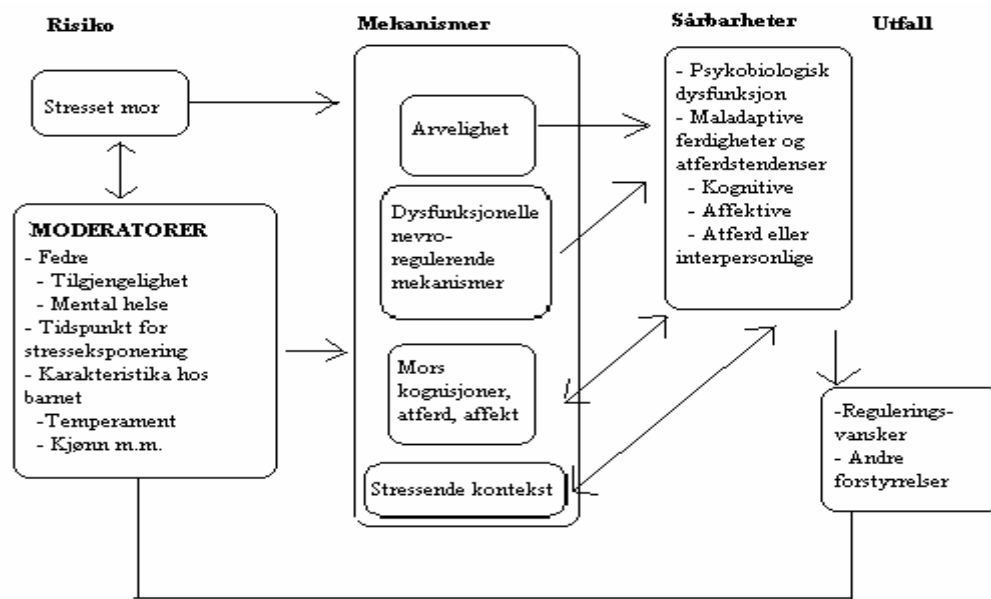 Risiko
Mekanismer
Sårbarheter
Utfall
Stresset mor
MODERATORER
- Fedre
- Tilgjengelighet
- Mental helse
- Tidspunkt for
stresseksponering
- Karakteristika hos
barnet
-Temperament
- Kjønn m.m.
Arvelighet
Dysfunksjonelle
nevro-
regulerende
mekanismer
Mors
kognisjoner,
atferd, affekt
Stressende kontekst
- Psykobiologisk
dysfunksjon
- Maladaptive
ferdigheter og
atferdstendenser
- Kognitive
- Affektive
- Atferd eller
interpersonlige
-Regulerings-
vansker
- Andre
forstyrrelser